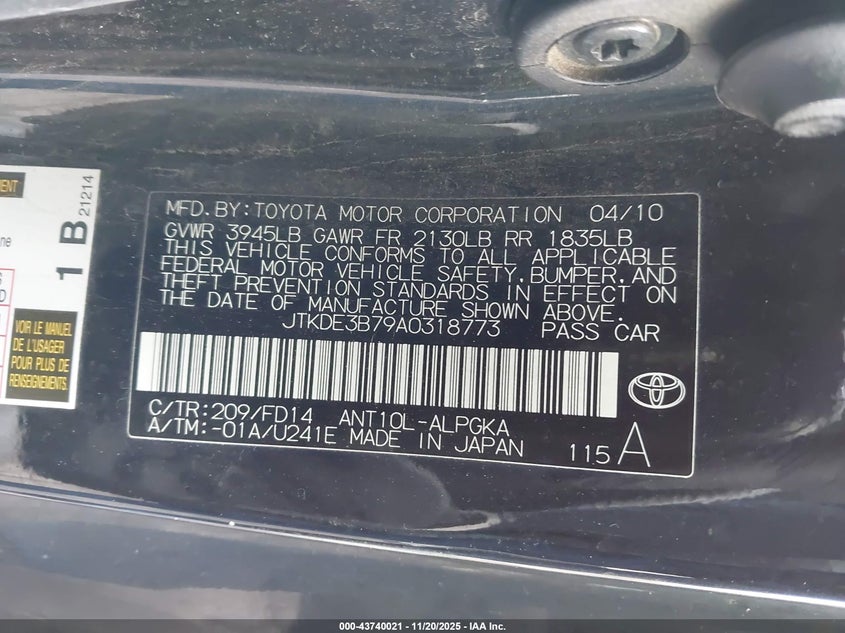 MENT
ne
1 B
21214
VOIR LE MANUEL
DE L'USAGER
POUR PLUS DE
RENSEIGNEMENTS.
MFD.BY:TOYOTA MOTOR CORPORATION 04/10
GVWR 3945LB GAWR FR 2130LB RR 1835LB
THIS VEHICLE CONFORMS TO ALL APPLICABLE
FEDERAL MOTOR VEHICLE SAFETY,BUMPER,AND
THEFT PREVENTION STANDARDS IN EFFECT ON
THE DATE OF MANUFACTURE SHOWN ABOVE.
JTKDE3B79A0318773 PASS CAR
C/TR:209/FD14 ANT10L-ALPGKA
A/TM:-01A/U241E MADE IN JAPAN 115 A
000-43740021 - 11/20/2025 - IAA Inc.